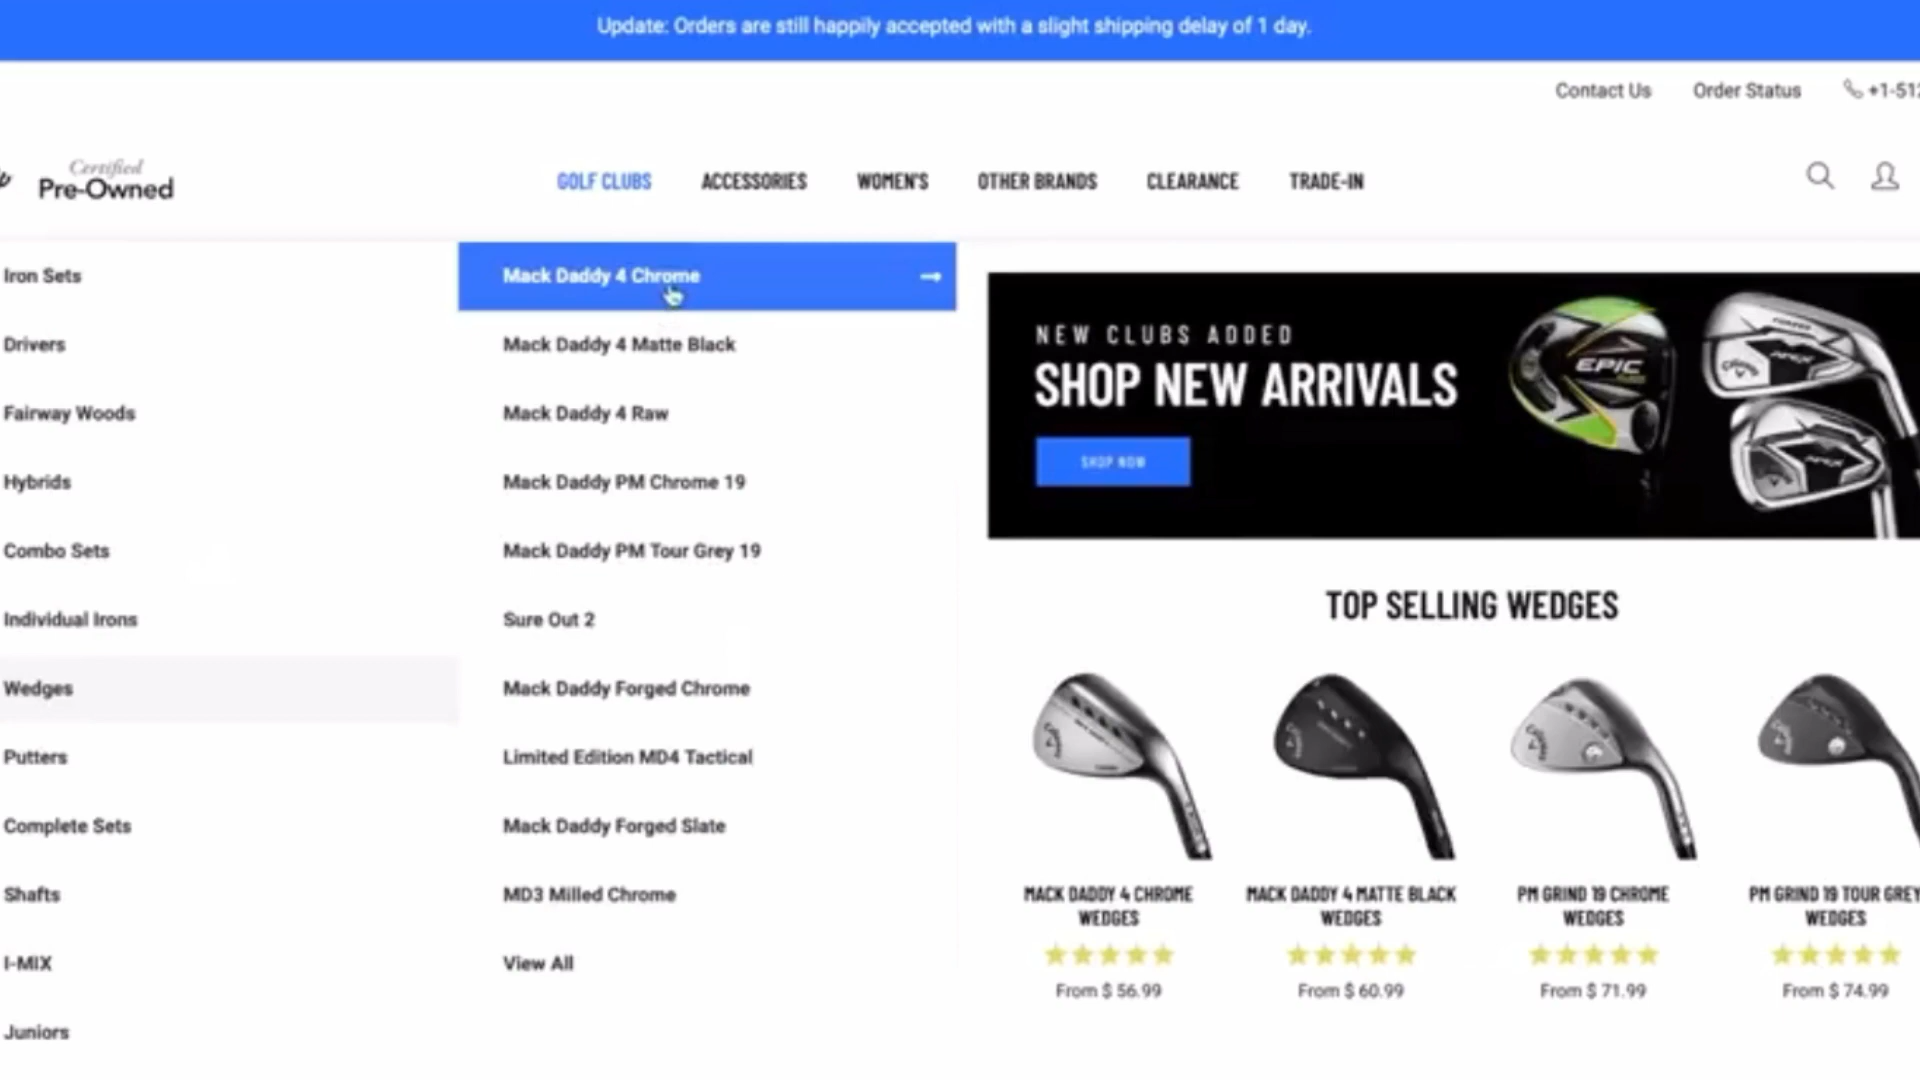 Update: Orders are still happily accepted with a slight shipping delay of 1 day.
Contact Us
Order Status
+1-512
Certified
Pre-Owned
GOLF CLUBS
ACCESSORIES
WOMEN'S
OTHER BRANDS
CLEARANCE
TRADE-IN
Iron Sets
Drivers
Fairway Woods
Hybrids
Combo Sets
Individual Irons
Wedges
Putters
Complete Sets
Shafts
I-MIX
Juniors
Mack Daddy 4 Chrome
Mack Daddy 4 Matte Black
Mack Daddy 4 Raw
Mack Daddy PM Chrome 19
Mack Daddy PM Tour Grey 19
Sure Out 2
Mack Daddy Forged Chrome
Limited Edition MD4 Tactical
Mack Daddy Forged Slate
MD3 Milled Chrome
View All
NEW CLUBS ADDED
SHOP NEW ARRIVALS
SHOP NOW
EPIC
APEX
APEX
TOP SELLING WEDGES
MACK DADDY 4 CHROME
WEDGES
From $ 56.99
MACK DADDY 4 MATTE BLACK
WEDGES
From $ 60.99
PM GRIND 19 CHROME
WEDGES
From $ 71.99
PM GRIND 19 TOUR GREY
WEDGES
From $ 74.99